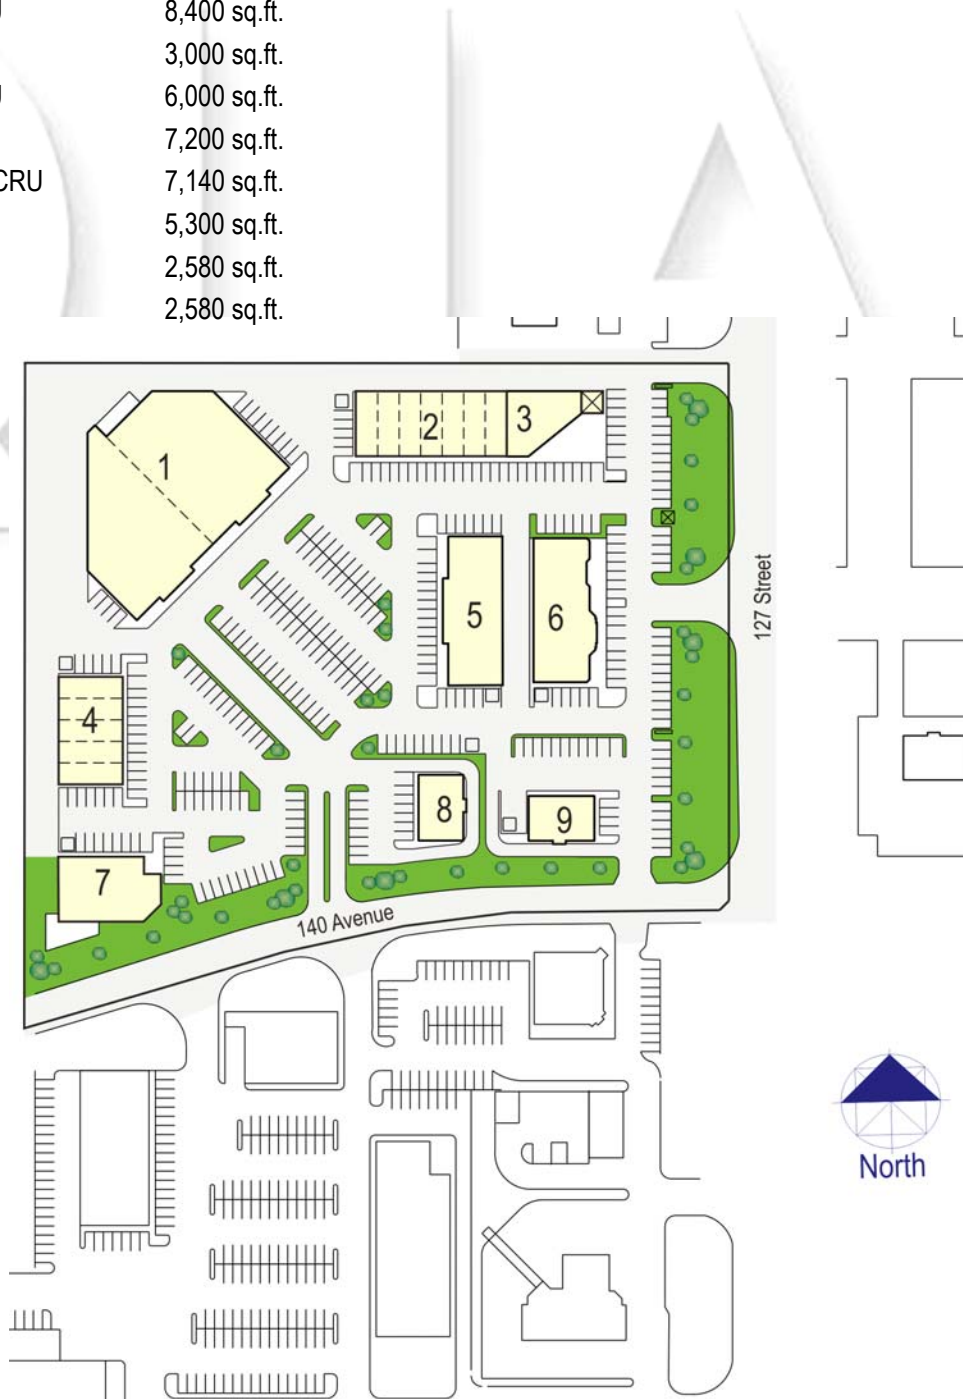 8,400 sq.ft.
3,000 sq.ft.
6,000 sq.ft.
7,200 sq.ft.
CRU 7,140 sq.ft.
5,300 sq.ft.
2,580 sq.ft.
2,580 sq.ft.
1
2
3
4
5
6
7
8
9
127 Street
140 Avenue
North